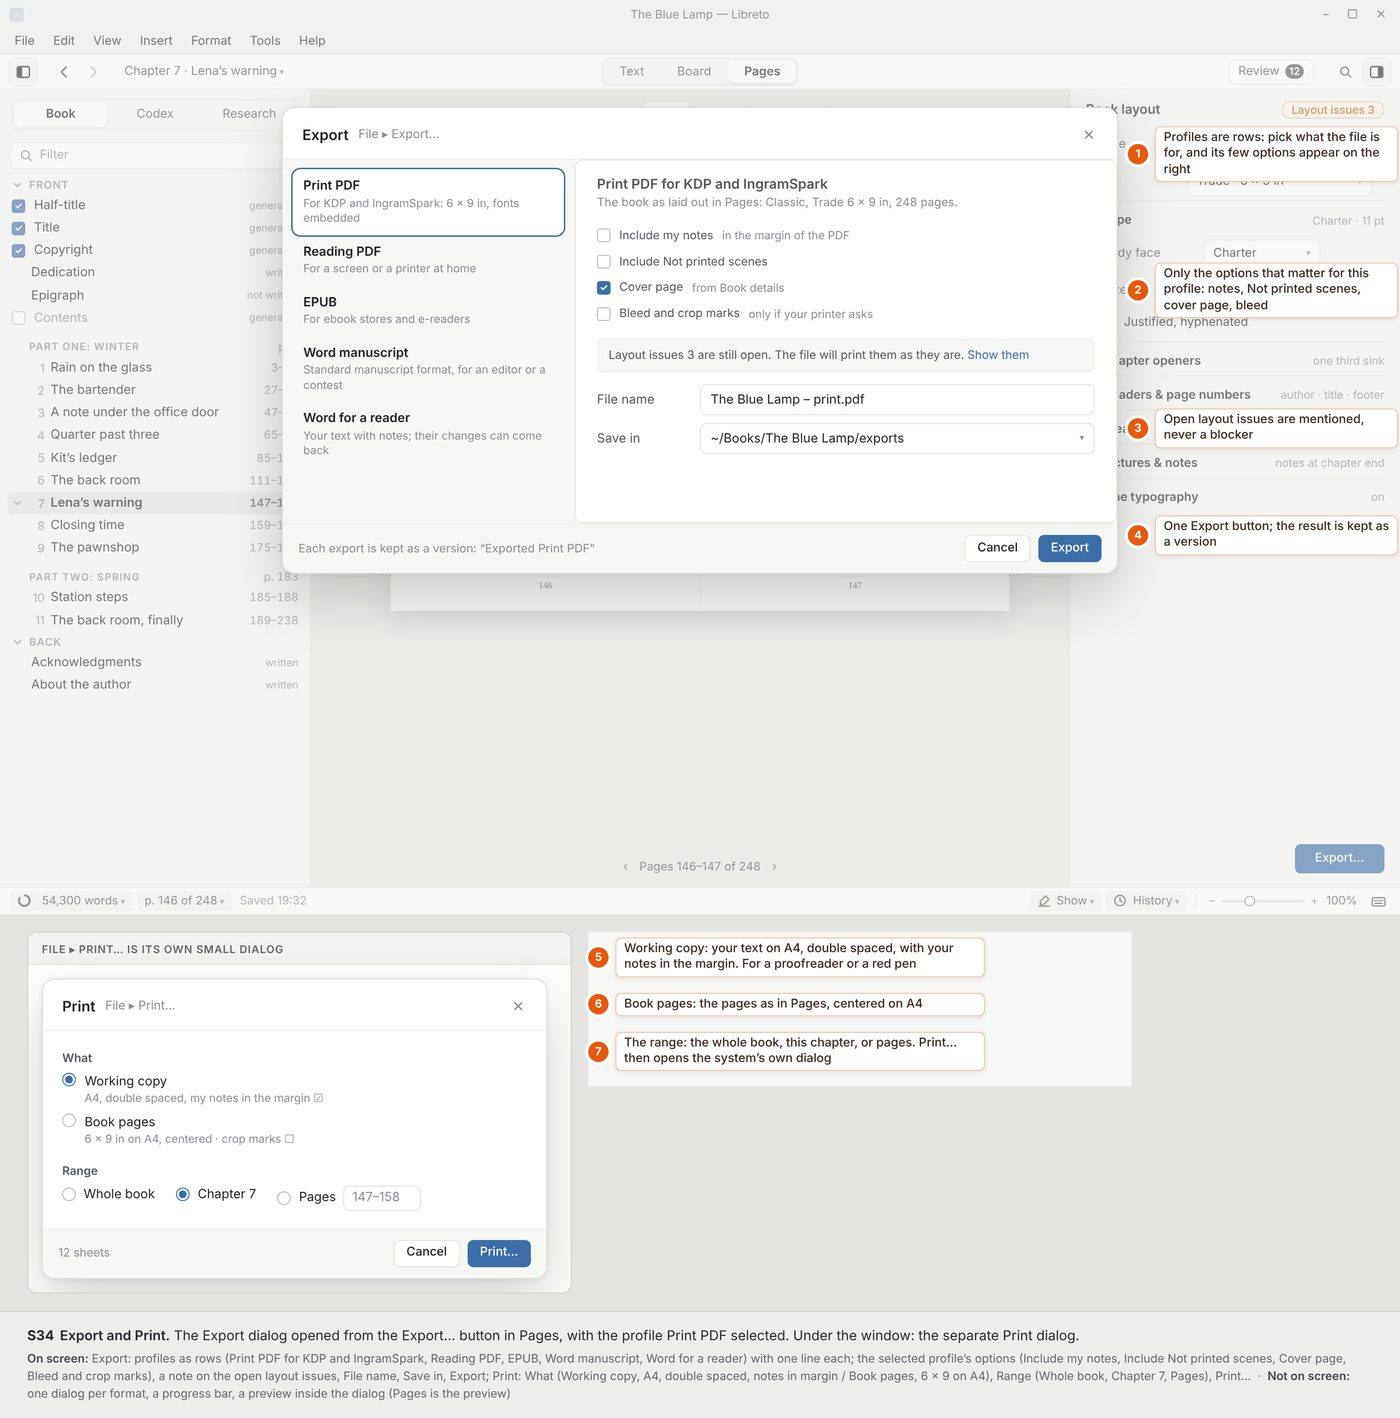 The Blue Lamp — Libreto
File Edit View Insert Format Tools Help
Chapter 7 · Lena's warning
Text Board Pages
Review 12
Book Codex Research
Filter
FRONT
Half-title
Title
Copyright
Dedication
Epigraph not
Contents
PART ONE: WINTER
1 Rain on the glass
2 The bartender
3 A note under the office door
4 Quarter past three
5 Kit's ledger
6 The back room
7 Lena's warning
8 Closing time
9 The pawnshop
PART TWO: SPRING p. 183
10 Station steps 185–188
11 The back room, finally 189–238
BACK
Acknowledgments written
About the author written
Export File ▸ Export...
Print PDF
For KDP and IngramSpark: 6 × 9 in, fonts
embedded
Reading PDF
For a screen or a printer at home
EPUB
For ebook stores and e-readers
Word manuscript
Standard manuscript format, for an editor or a
contest
Word for a reader
Your text with notes; their changes can come
back
Print PDF for KDP and IngramSpark
The book as laid out in Pages: Classic, Trade 6 × 9 in, 248 pages.
Include my notes in the margin of the PDF
Include Not printed scenes
Cover page from Book details
Bleed and crop marks only if your printer asks
Layout issues 3 are still open. The file will print them as they are. Show them
File name The Blue Lamp – print.pdf
Save in ~/Books/The Blue Lamp/exports
Each export is kept as a version: “Exported Print PDF”
Cancel Export
146 147
‹ Pages 146–147 of 248 ›
layout Layout issues 3
1 Profiles are rows: pick what the file is
for, and its few options appear on the
right
Charter · 11 pt
face Charter
2 Only the options that matter for this
profile: notes, Not printed scenes,
cover page, bleed
Justified, hyphenated
openers one third sink
& page numbers author · title · footer
3 Open layout issues are mentioned,
never a blocker
& notes notes at chapter end
typography on
4 One Export button; the result is kept as
a version
Export...
54,300 words p. 146 of 248 Saved 19:32
Show History − + 100%
FILE ▸ PRINT... IS ITS OWN SMALL DIALOG
Print File ▸ Print...
What
Working copy
A4, double spaced, my notes in the margin ☑
Book pages
6 × 9 in on A4, centered · crop marks ☐
Range
Whole book Chapter 7 Pages 147–158
12 sheets Cancel Print...
5 Working copy: your text on A4, double spaced, with your
notes in the margin. For a proofreader or a red pen
6 Book pages: the pages as in Pages, centered on A4
7 The range: the whole book, this chapter, or pages. Print...
then opens the system's own dialog
S34 Export and Print. The Export dialog opened from the Export... button in Pages, with the profile Print PDF selected. Under the window: the separate Print dialog.
On screen: Export: profiles as rows (Print PDF for KDP and IngramSpark, Reading PDF, EPUB, Word manuscript, Word for a reader) with one line each; the selected profile's options (Include my notes, Include Not printed scenes, Cover page,
Bleed and crop marks), a note on the open layout issues, File name, Save in, Export; Print: What (Working copy, A4, double spaced, notes in margin / Book pages, 6 × 9 on A4), Range (Whole book, Chapter 7, Pages), Print... · Not on screen:
one dialog per format, a progress bar, a preview inside the dialog (Pages is the preview)